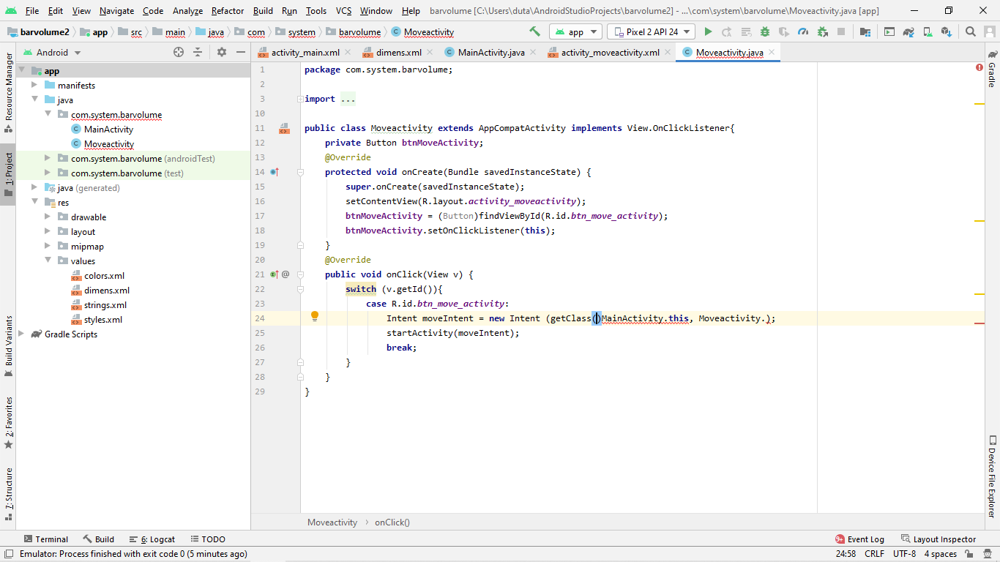 File Edit View Navigate Code Analyze Refactor Build Run Tools VCS Window Help barvolume [C:\Users\duta\AndroidStudioProjects\barvolume2] - ...\com\system\barvolume\Moveactivity.java [app]
barvolume2 app src main java com system barvolume Moveactivity app Pixel 2 API 24
Android
activity_main.xml dimens.xml MainActivity.java activity_moveactivity.xml Moveactivity.java
Resource Manager
1: Project
Build Variants
2: Favorites
7: Structure
app
manifests
java
com.system.barvolume
MainActivity
Moveactivity
com.system.barvolume (androidTest)
com.system.barvolume (test)
java (generated)
res
drawable
layout
mipmap
values
colors.xml
dimens.xml
strings.xml
styles.xml
Gradle Scripts
1 package com.system.barvolume;
2
3 import ...
10
11 public class Moveactivity extends AppCompatActivity implements View.OnClickListener{
12 private Button btnMoveActivity;
13 @Override
14 protected void onCreate(Bundle savedInstanceState) {
15 super.onCreate(savedInstanceState);
16 setContentView(R.layout.activity_moveactivity);
17 btnMoveActivity = (Button)findViewById(R.id.btn_move_activity);
18 btnMoveActivity.setOnClickListener(this);
19 }
20 @Override
21 @ public void onClick(View v) {
22 switch (v.getId()){
23 case R.id.btn_move_activity:
24 Intent moveIntent = new Intent (getClass()MainActivity.this, Moveactivity.);
25 startActivity(moveIntent);
26 break;
27 }
28 }
29 }
Gradle
Device File Explorer
Moveactivity onClick()
Terminal Build 6: Logcat TODO 9+ Event Log Layout Inspector
Emulator: Process finished with exit code 0 (5 minutes ago) 24:58 CRLF UTF-8 4 spaces